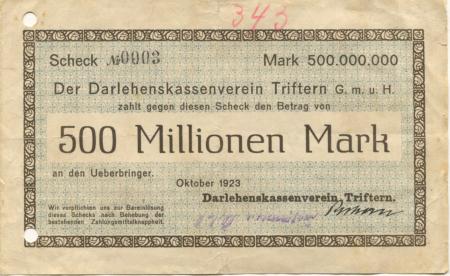 343
Scheck № 0003 Mark 500.000.000
Der Darlehenskassenverein Triftern G. m. u. H.
zahlt gegen diesen Scheck den Betrag von
500 Millionen Mark
an den Ueberbringer.
Oktober 1923
Darlehenskassenverein Triftern.
Wir verpflichten uns zur Bareinlösung
dieses Schecks nach Behebung der
bestehenden Zahlungsmittelknappheit.